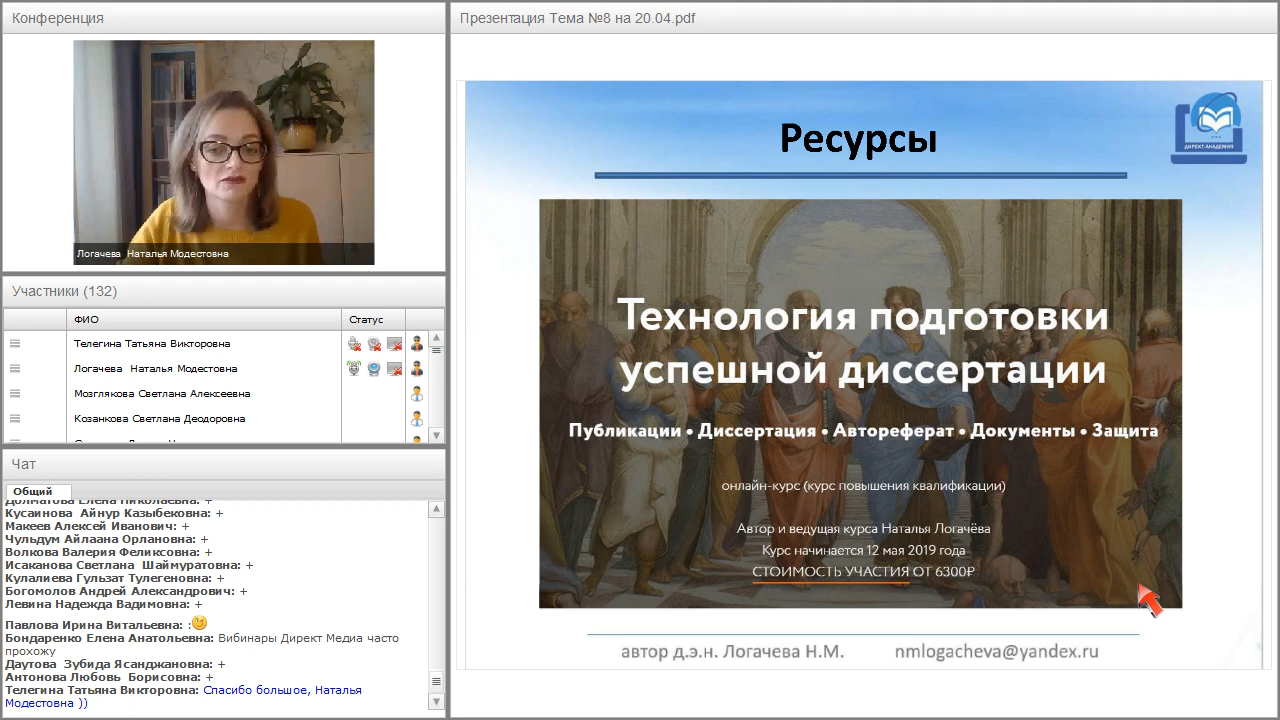 Конференция
Логачева  Наталья Модестовна
Участники (132)
ФИО
Статус
Телегина Татьяна Викторовна
Логачева  Наталья Модестовна
Мозглякова Светлана Алексеевна
Козанкова Светлана Деодоровна
Чат
Общий
Долматова Елена Николаевна: +
Кусаинова  Айнур Казыбековна: +
Макеев Алексей Иванович: +
Чульдум Айлаана Орлановна: +
Волкова Валерия Феликсовна: +
Исаканова Светлана  Шаймуратовна: +
Кулалиева Гульзат Тулегеновна: +
Богомолов Андрей Александрович: +
Левина Надежда Вадимовна: +
Павлова Ирина Витальевна: :
Бондаренко Елена Анатольевна: Вибинары Директ Медиа часто
прохожу
Даутова  Зубида Ясанджановна: +
Антонова Любовь  Борисовна: +
Телегина Татьяна Викторовна: Спасибо большое, Наталья
Модестовна ))
Презентация Тема №8 на 20.04.pdf
Ресурсы
ДИРЕКТ-АКАДЕМИЯ
Технология подготовки
успешной диссертации
Публикации • Диссертация • Автореферат • Документы • Защита
онлайн-курс (курс повышения квалификации)
Автор и ведущая курса Наталья Логачёва
Курс начинается 12 мая 2019 года
СТОИМОСТЬ УЧАСТИЯ ОТ 6300₽
автор д.э.н. Логачева Н.М.
nmlogacheva@yandex.ru